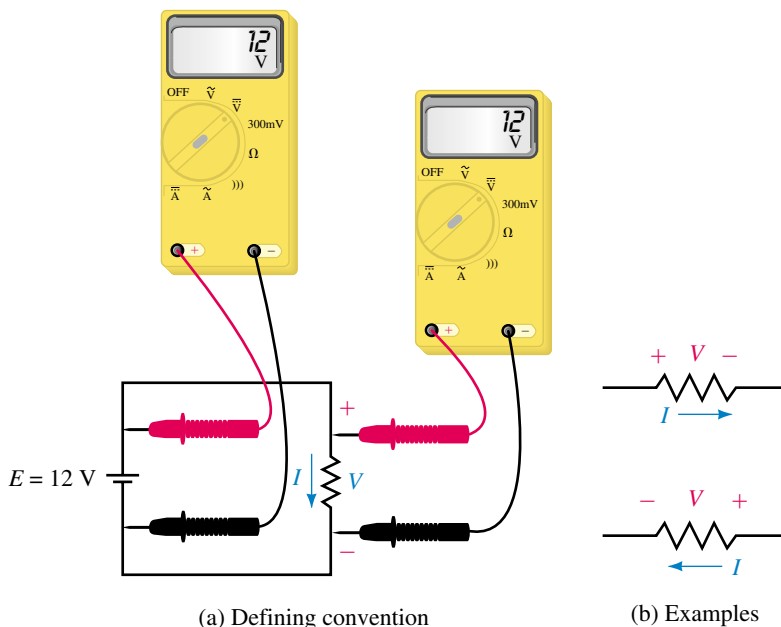 12
V
OFF
Ṽ
V
300mV
Ω
)))
A
Ã
+
−
12
V
OFF
Ṽ
V
300mV
Ω
)))
A
Ã
+
−
E = 12 V
+
I
V
−
+ V −
I
− V +
I
(a) Defining convention
(b) Examples